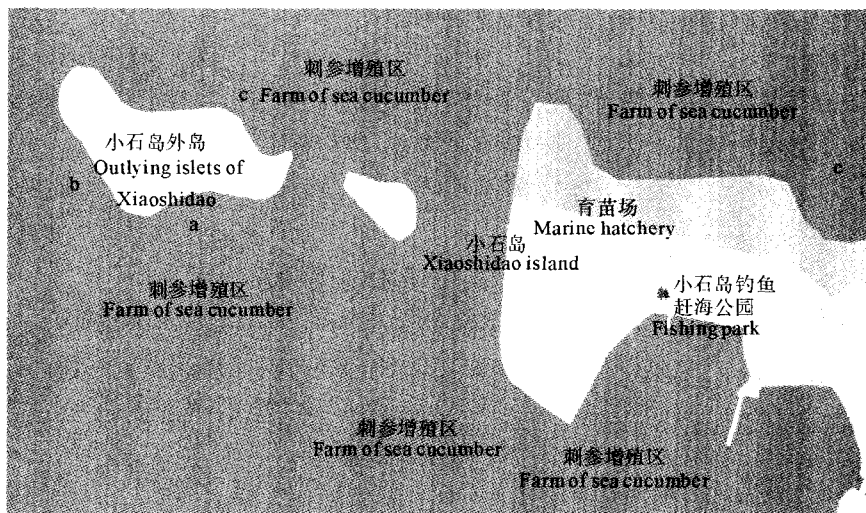 刺参增殖区
c Farm of sea cucumber
刺参增殖区
Farm of sea cucumber
小石岛外岛
Outlying islets of
Xiaoshidao
b
a
c
育苗场
Marine hatchery
小石岛
Xiaoshidao island
刺参增殖区
Farm of sea cucumber
小石岛钓鱼
赶海公园
Fishing park
刺参增殖区
Farm of sea cucumber
刺参增殖区
Farm of sea cucumber